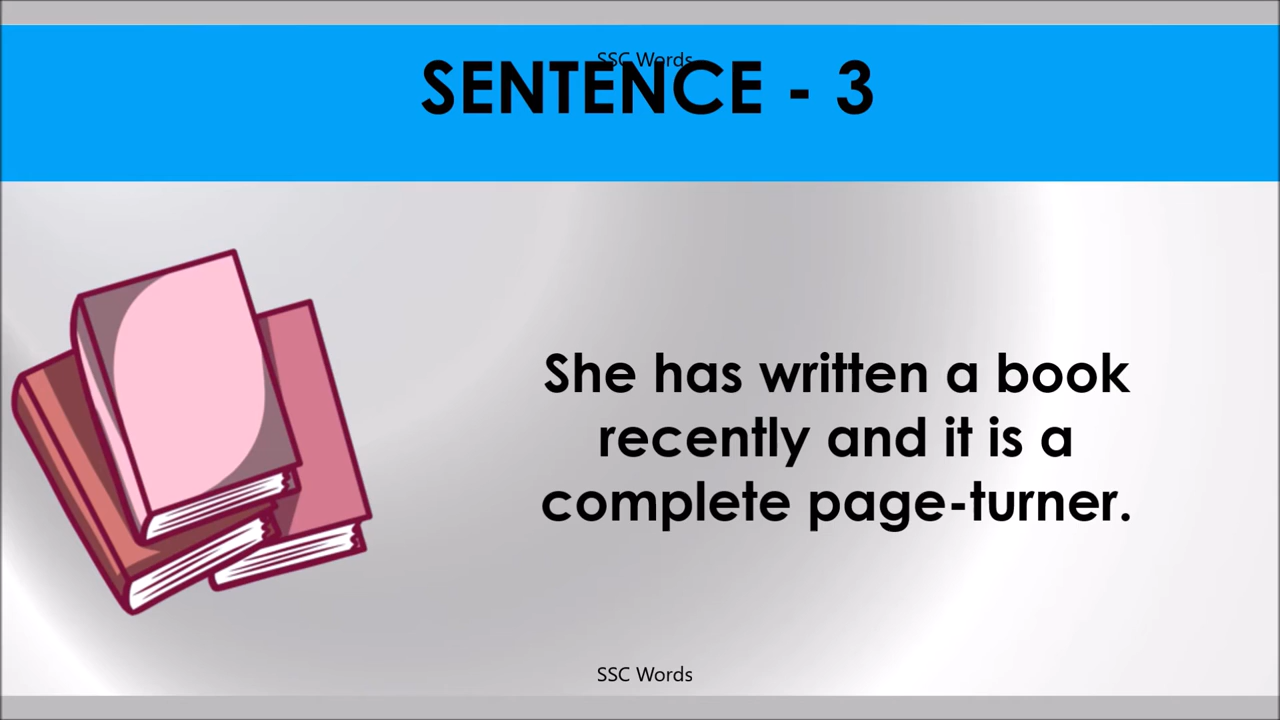 SSC Words
SENTENCE - 3
She has written a book
recently and it is a
complete page-turner.
SSC Words